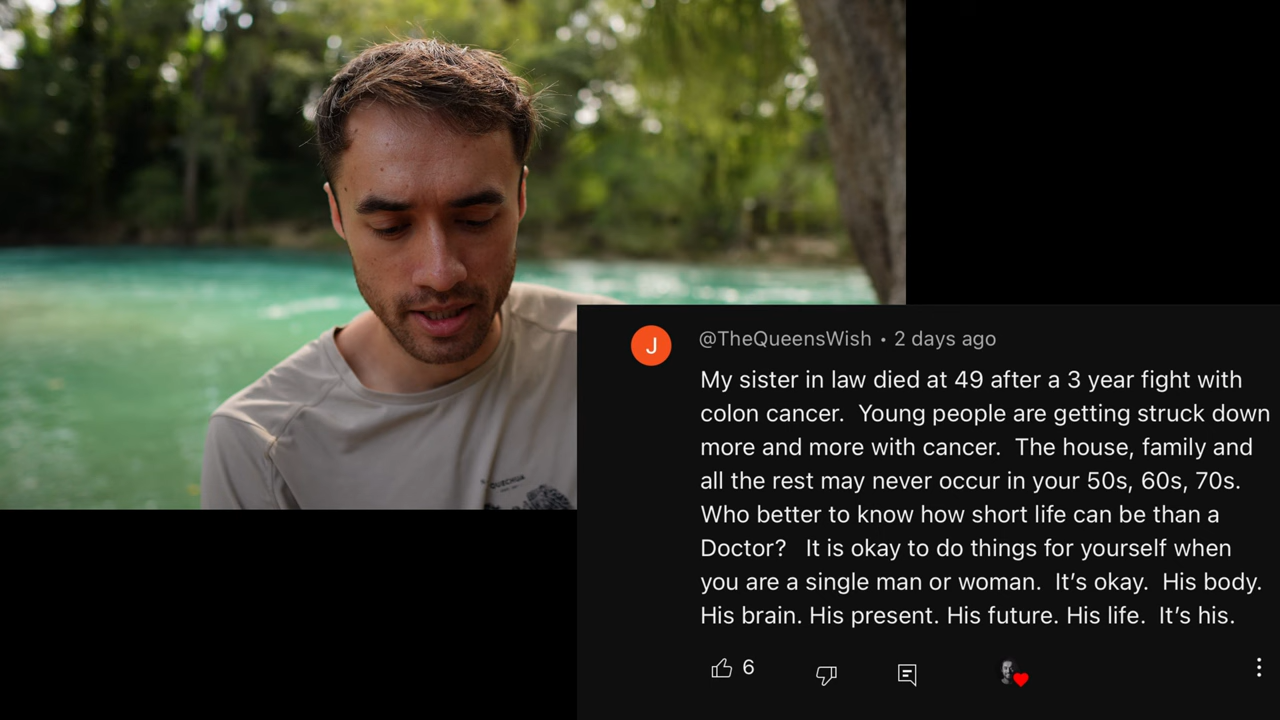 QUECHUA
J
@TheQueensWish • 2 days ago
My sister in law died at 49 after a 3 year fight with
colon cancer.  Young people are getting struck down
more and more with cancer.  The house, family and
all the rest may never occur in your 50s, 60s, 70s.
Who better to know how short life can be than a
Doctor?   It is okay to do things for yourself when
you are a single man or woman.  It’s okay.  His body.
His brain. His present. His future. His life.  It’s his.
6